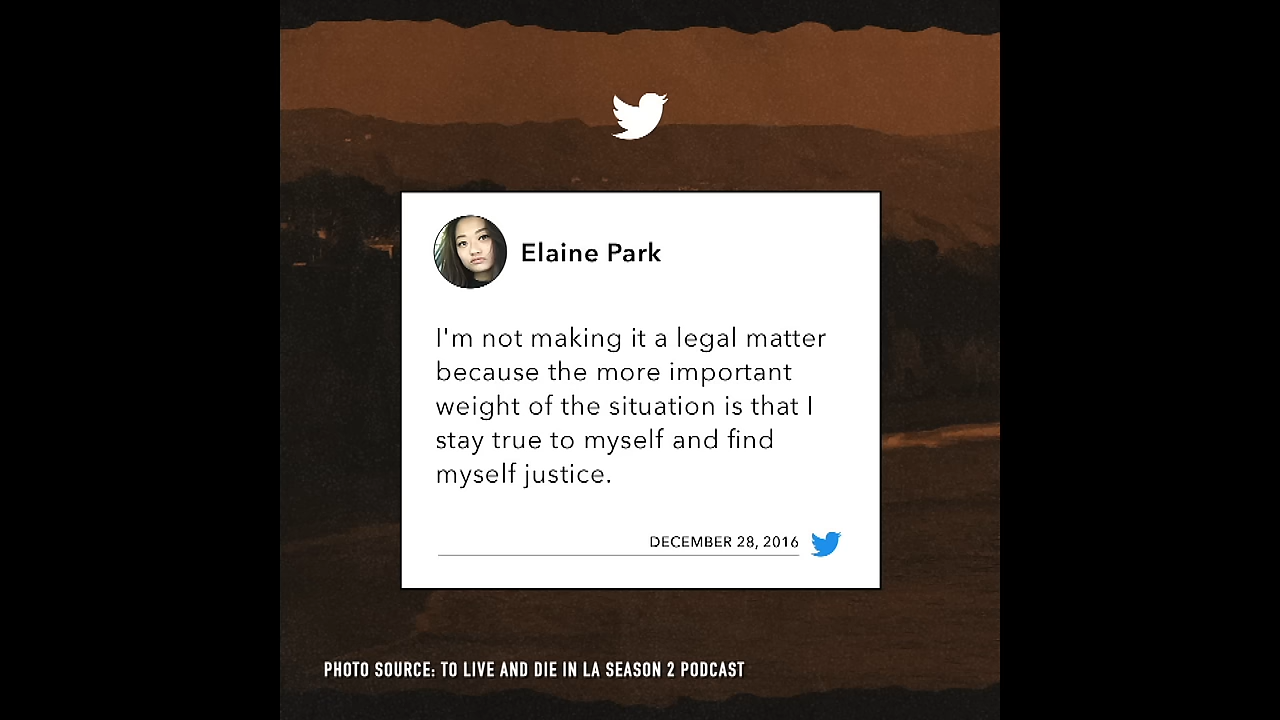 Elaine Park
I'm not making it a legal matter
because the more important
weight of the situation is that I
stay true to myself and find
myself justice.
DECEMBER 28, 2016
PHOTO SOURCE: TO LIVE AND DIE IN LA SEASON 2 PODCAST